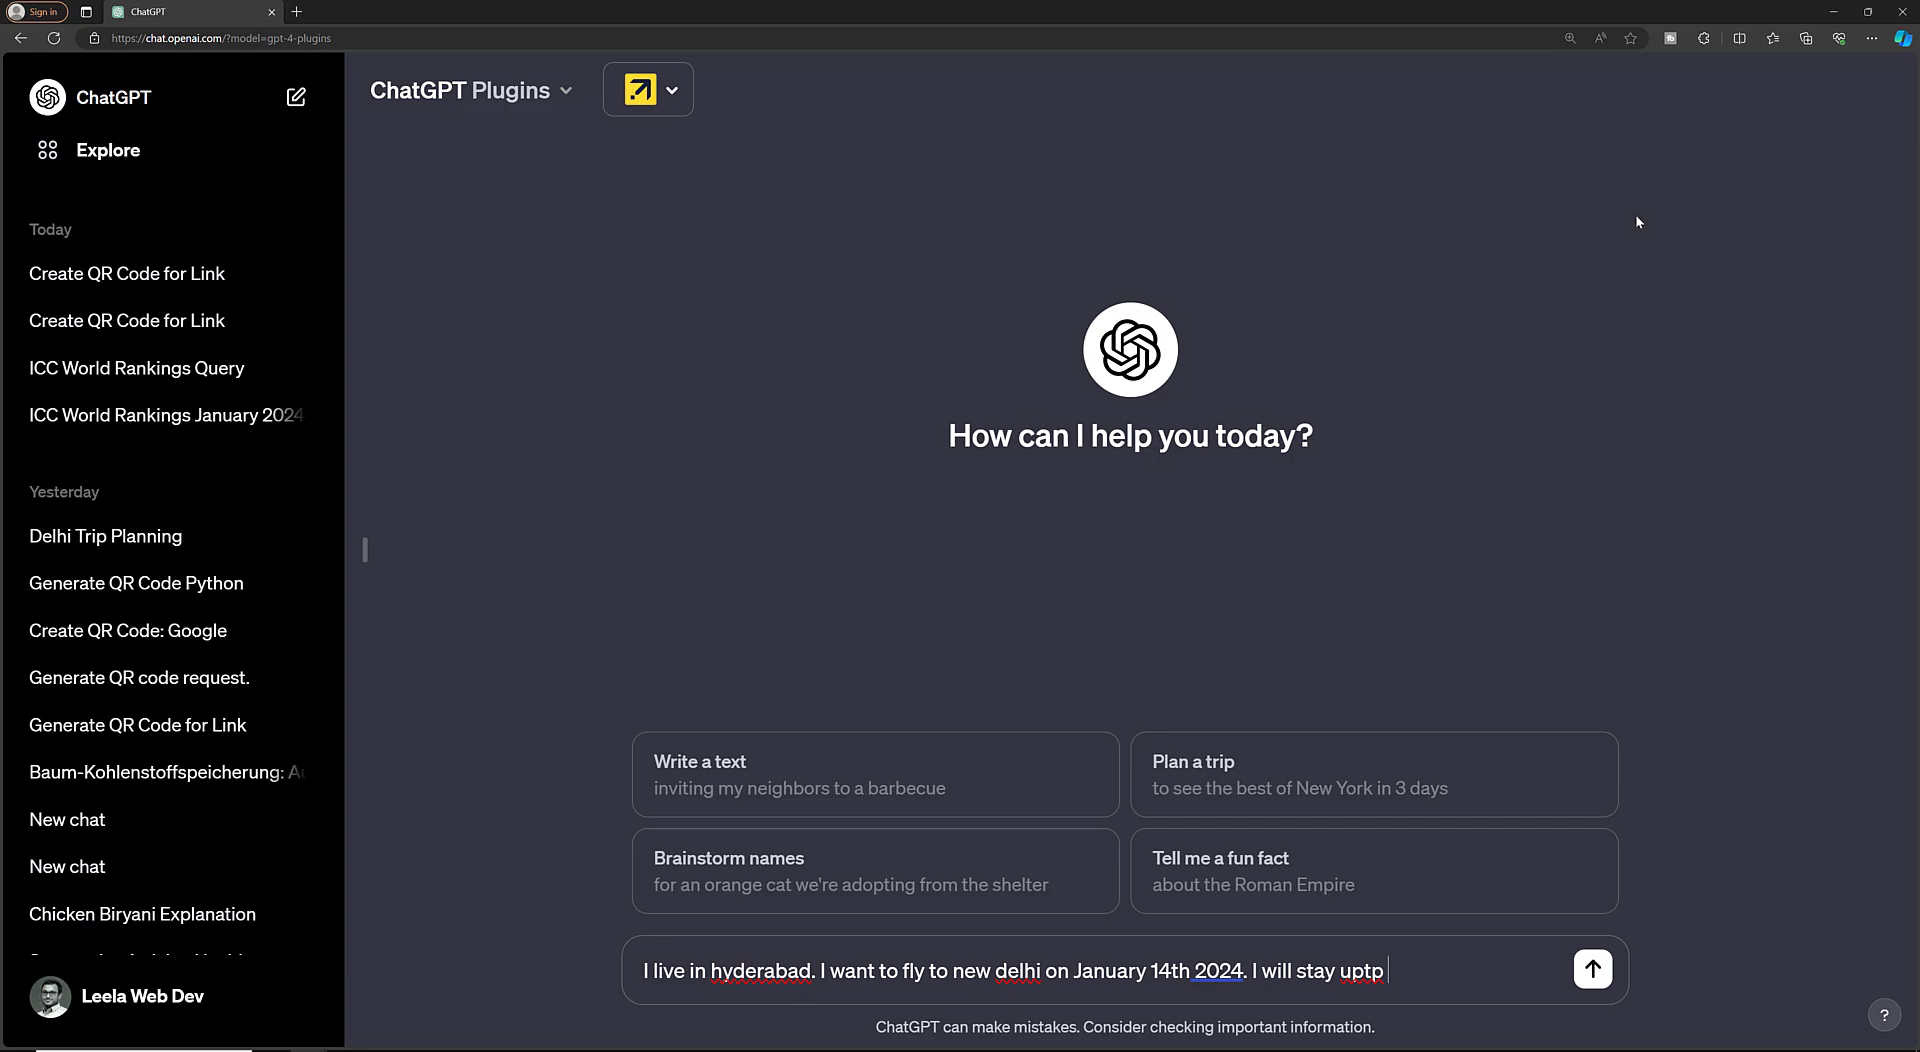 Sign in
ChatGPT
https://chat.openai.com/?model=gpt-4-plugins
ChatGPT
Explore
Today
Create QR Code for Link
Create QR Code for Link
ICC World Rankings Query
ICC World Rankings January 2024
Yesterday
Delhi Trip Planning
Generate QR Code Python
Create QR Code: Google
Generate QR code request.
Generate QR Code for Link
Baum-Kohlenstoffspeicherung:
New chat
New chat
Chicken Biryani Explanation
Leela Web Dev
ChatGPT Plugins
How can I help you today?
Write a text
inviting my neighbors to a barbecue
Plan a trip
to see the best of New York in 3 days
Brainstorm names
for an orange cat we're adopting from the shelter
Tell me a fun fact
about the Roman Empire
I live in hyderabad. I want to fly to new delhi on January 14th 2024. I will stay uptp
ChatGPT can make mistakes. Consider checking important information.
?